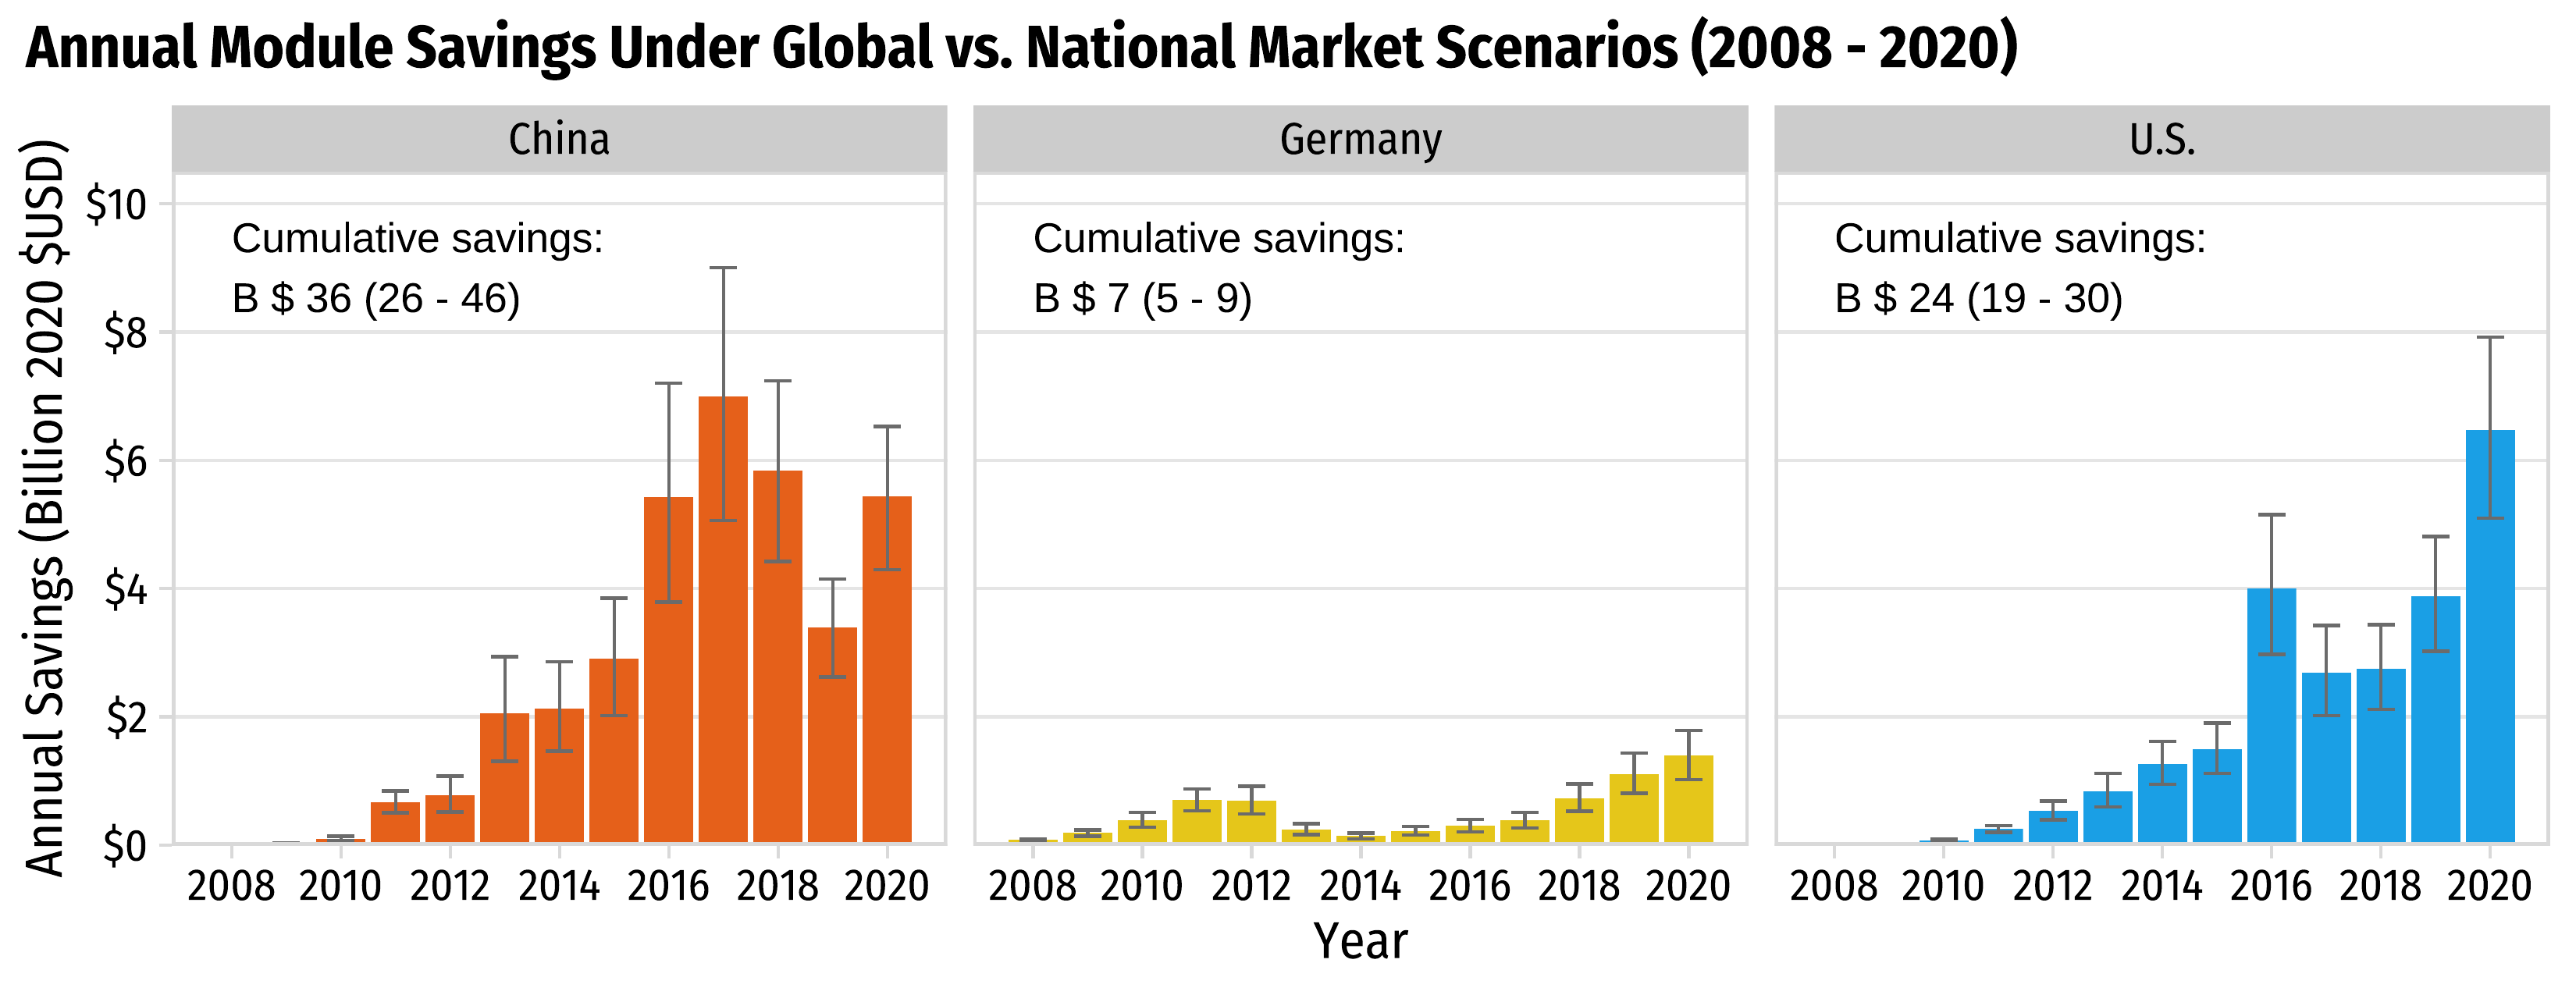 Annual Module Savings Under Global vs. National Market Scenarios (2008 - 2020)
China
Germany
U.S.
Annual Savings (Billion 2020 $USD)
$10
$8
$6
$4
$2
$0
Cumulative savings:
B $ 36 (26 - 46)
Cumulative savings:
B $ 7 (5 - 9)
Cumulative savings:
B $ 24 (19 - 30)
2008 2010 2012 2014 2016 2018 2020
2008 2010 2012 2014 2016 2018 2020
2008 2010 2012 2014 2016 2018 2020
Year